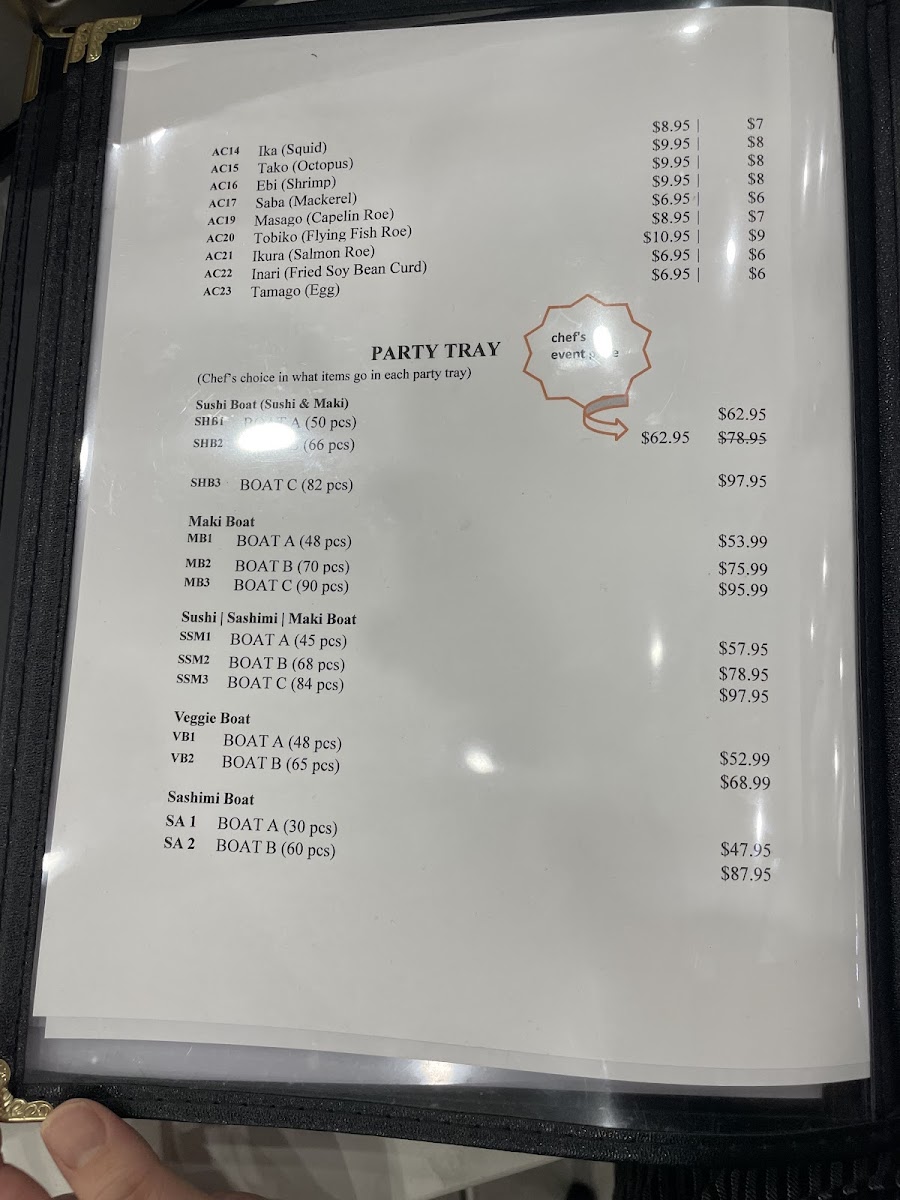 AC14 Ika (Squid) $8.95 | $7
AC15 Tako (Octopus) $9.95 | $8
AC16 Ebi (Shrimp) $9.95 | $8
AC17 Saba (Mackerel) $9.95 | $8
AC19 Masago (Capelin Roe) $6.95 | $6
AC20 Tobiko (Flying Fish Roe) $8.95 | $7
AC21 Ikura (Salmon Roe) $10.95 | $9
AC22 Inari (Fried Soy Bean Curd) $6.95 | $6
AC23 Tamago (Egg) $6.95 | $6
PARTY TRAY
chef's
event
(Chef's choice in what items go in each party tray)
Sushi Boat (Sushi & Maki)
SHB1 A (50 pcs) $62.95
SHB2 (66 pcs) $62.95 $78.95
SHB3 BOAT C (82 pcs) $97.95
Maki Boat
MB1 BOAT A (48 pcs) $53.99
MB2 BOAT B (70 pcs) $75.99
MB3 BOAT C (90 pcs) $95.99
Sushi | Sashimi | Maki Boat
SSM1 BOAT A (45 pcs) $57.95
SSM2 BOAT B (68 pcs) $78.95
SSM3 BOAT C (84 pcs) $97.95
Veggie Boat
VB1 BOAT A (48 pcs) $52.99
VB2 BOAT B (65 pcs) $68.99
Sashimi Boat
SA 1 BOAT A (30 pcs) $47.95
SA 2 BOAT B (60 pcs) $87.95